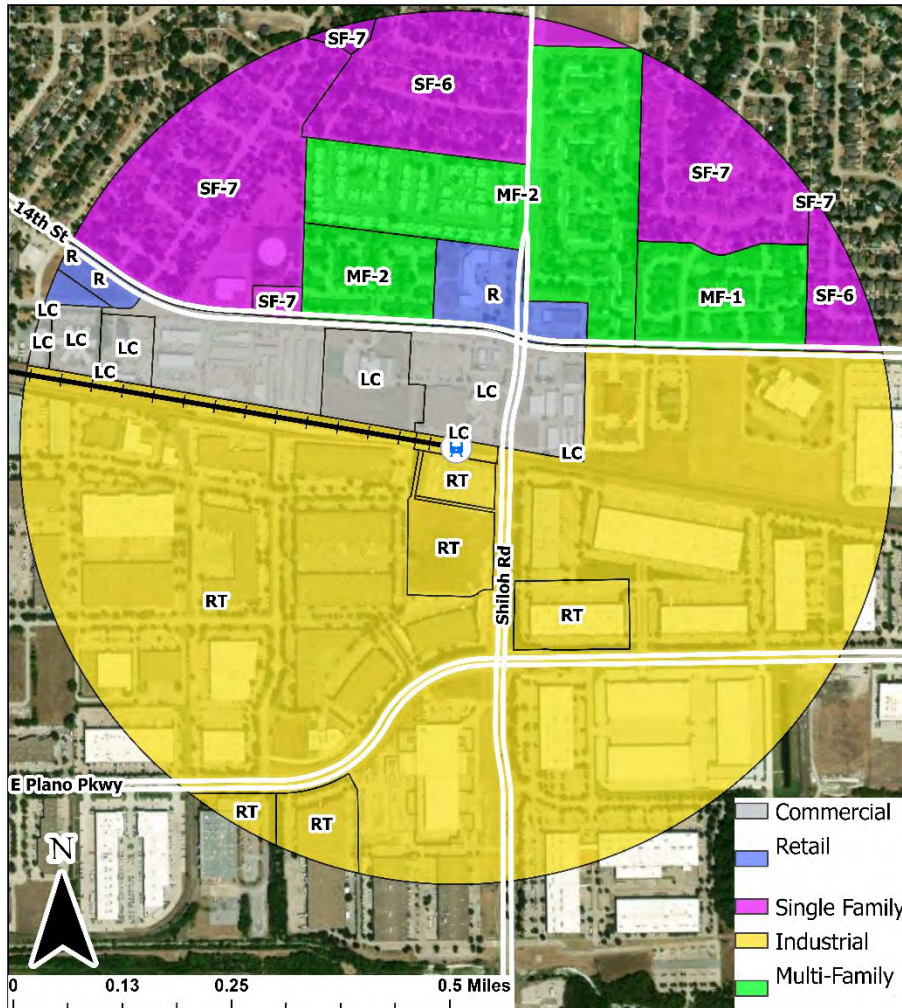 SF-7
SF-6
SF-7
SF-7
SF-7
MF-2
14th St
R
R
MF-2
R
MF-1
SF-6
SF-7
LC
LC
LC
LC
LC
LC
LC
LC
RT
RT
Shiloh Rd
RT
RT
E Plano Pkwy
RT
RT
N
Commercial
Retail
Single Family
Industrial
Multi-Family
0 0.13 0.25 0.5 Miles